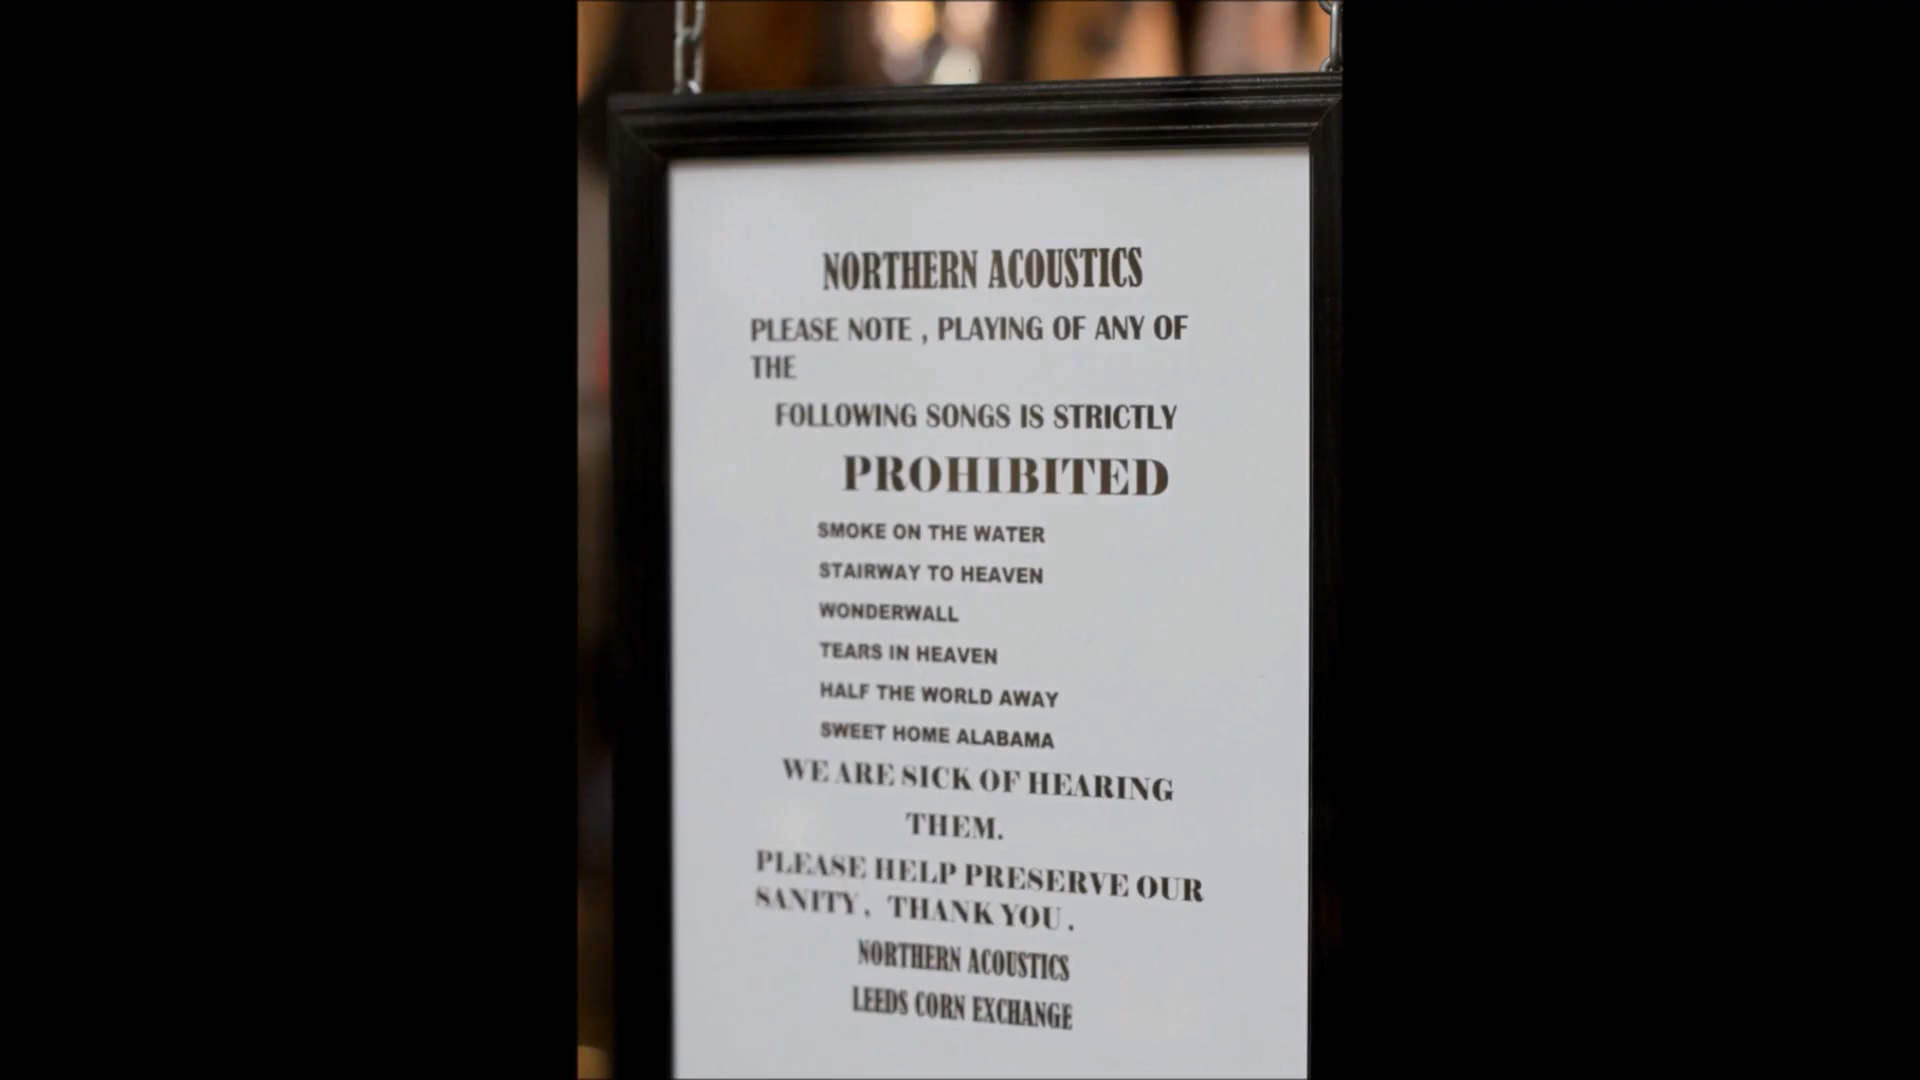 NORTHERN ACOUSTICS
PLEASE NOTE , PLAYING OF ANY OF
THE
FOLLOWING SONGS IS STRICTLY
PROHIBITED
SMOKE ON THE WATER
STAIRWAY TO HEAVEN
WONDERWALL
TEARS IN HEAVEN
HALF THE WORLD AWAY
SWEET HOME ALABAMA
WE ARE SICK OF HEARING
THEM.
PLEASE HELP PRESERVE OUR
SANITY , THANK YOU .
NORTHERN ACOUSTICS
LEEDS CORN EXCHANGE